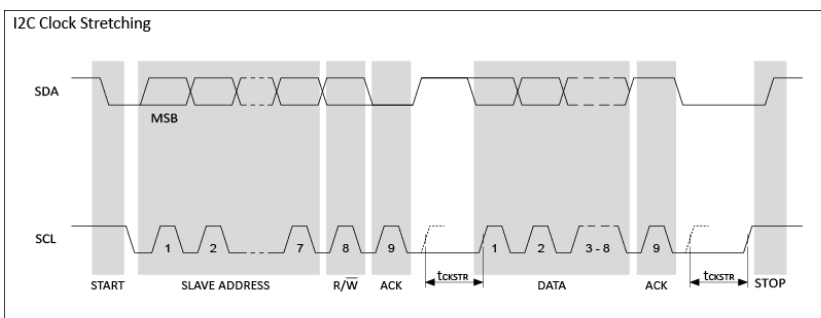 I2C Clock Stretching
SDA
MSB
SCL
1 2 7 8 9 1 2 3 - 8 9
tCKSTR tCKSTR
START SLAVE ADDRESS R/W̅ ACK DATA ACK STOP